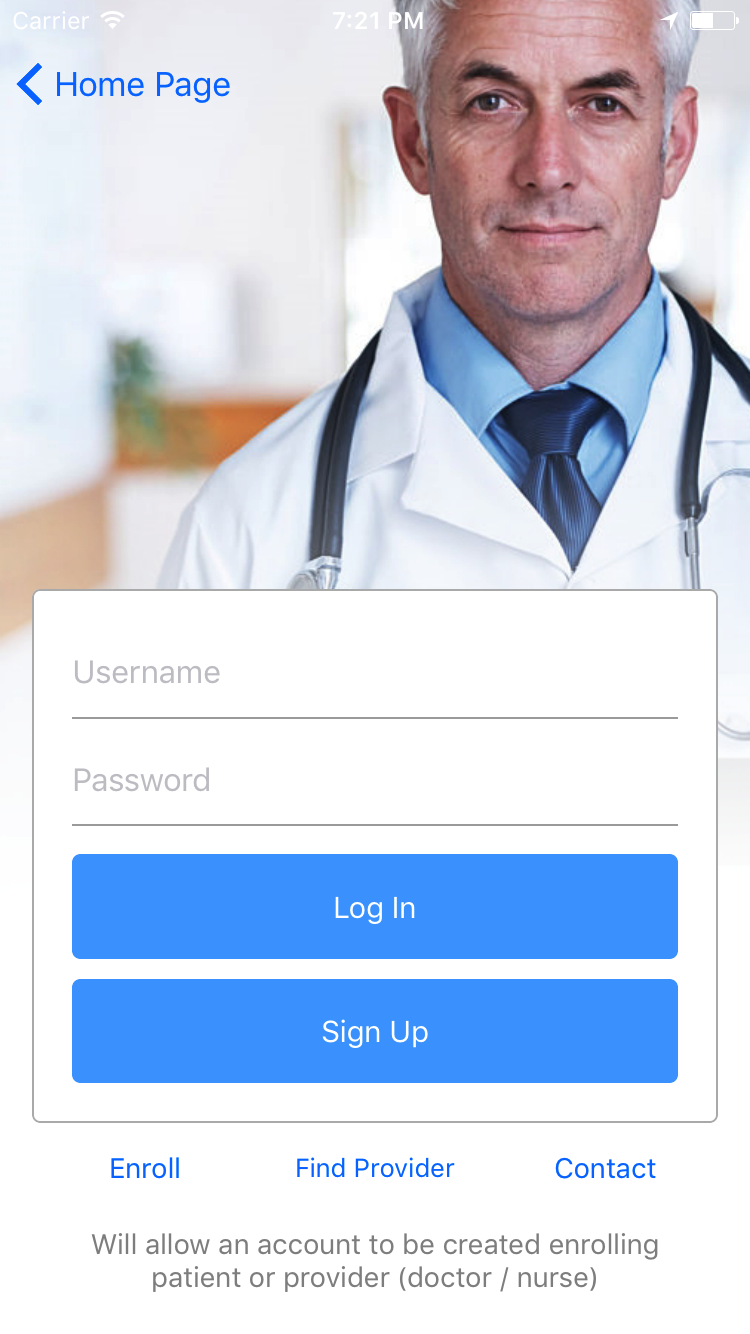 Carrier 7:21 PM
Home Page
Username
Password
Log In
Sign Up
Enroll Find Provider Contact
Will allow an account to be created enrolling
patient or provider (doctor / nurse)